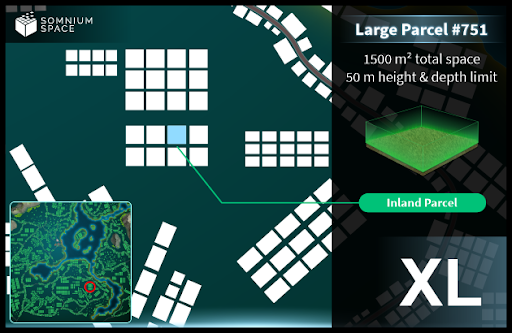 SOMNIUM
SPACE
Large Parcel #751
1500 m² total space
50 m height & depth limit
Inland Parcel
XL